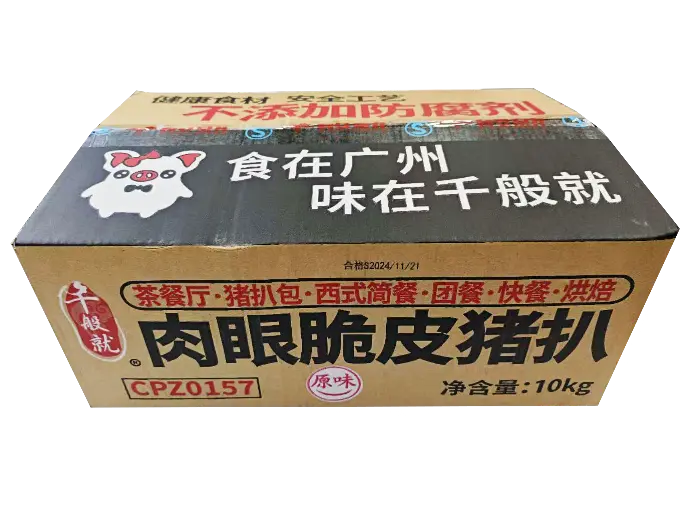 健康食材 安全工艺
不添加防腐剂
食在广州
味在千般就
合格S2024/11/21
千般就
茶餐厅·猪扒包·西式简餐·团餐·快餐·烘焙
肉眼脆皮猪扒
®
CPZ0157
原味
净含量:10kg